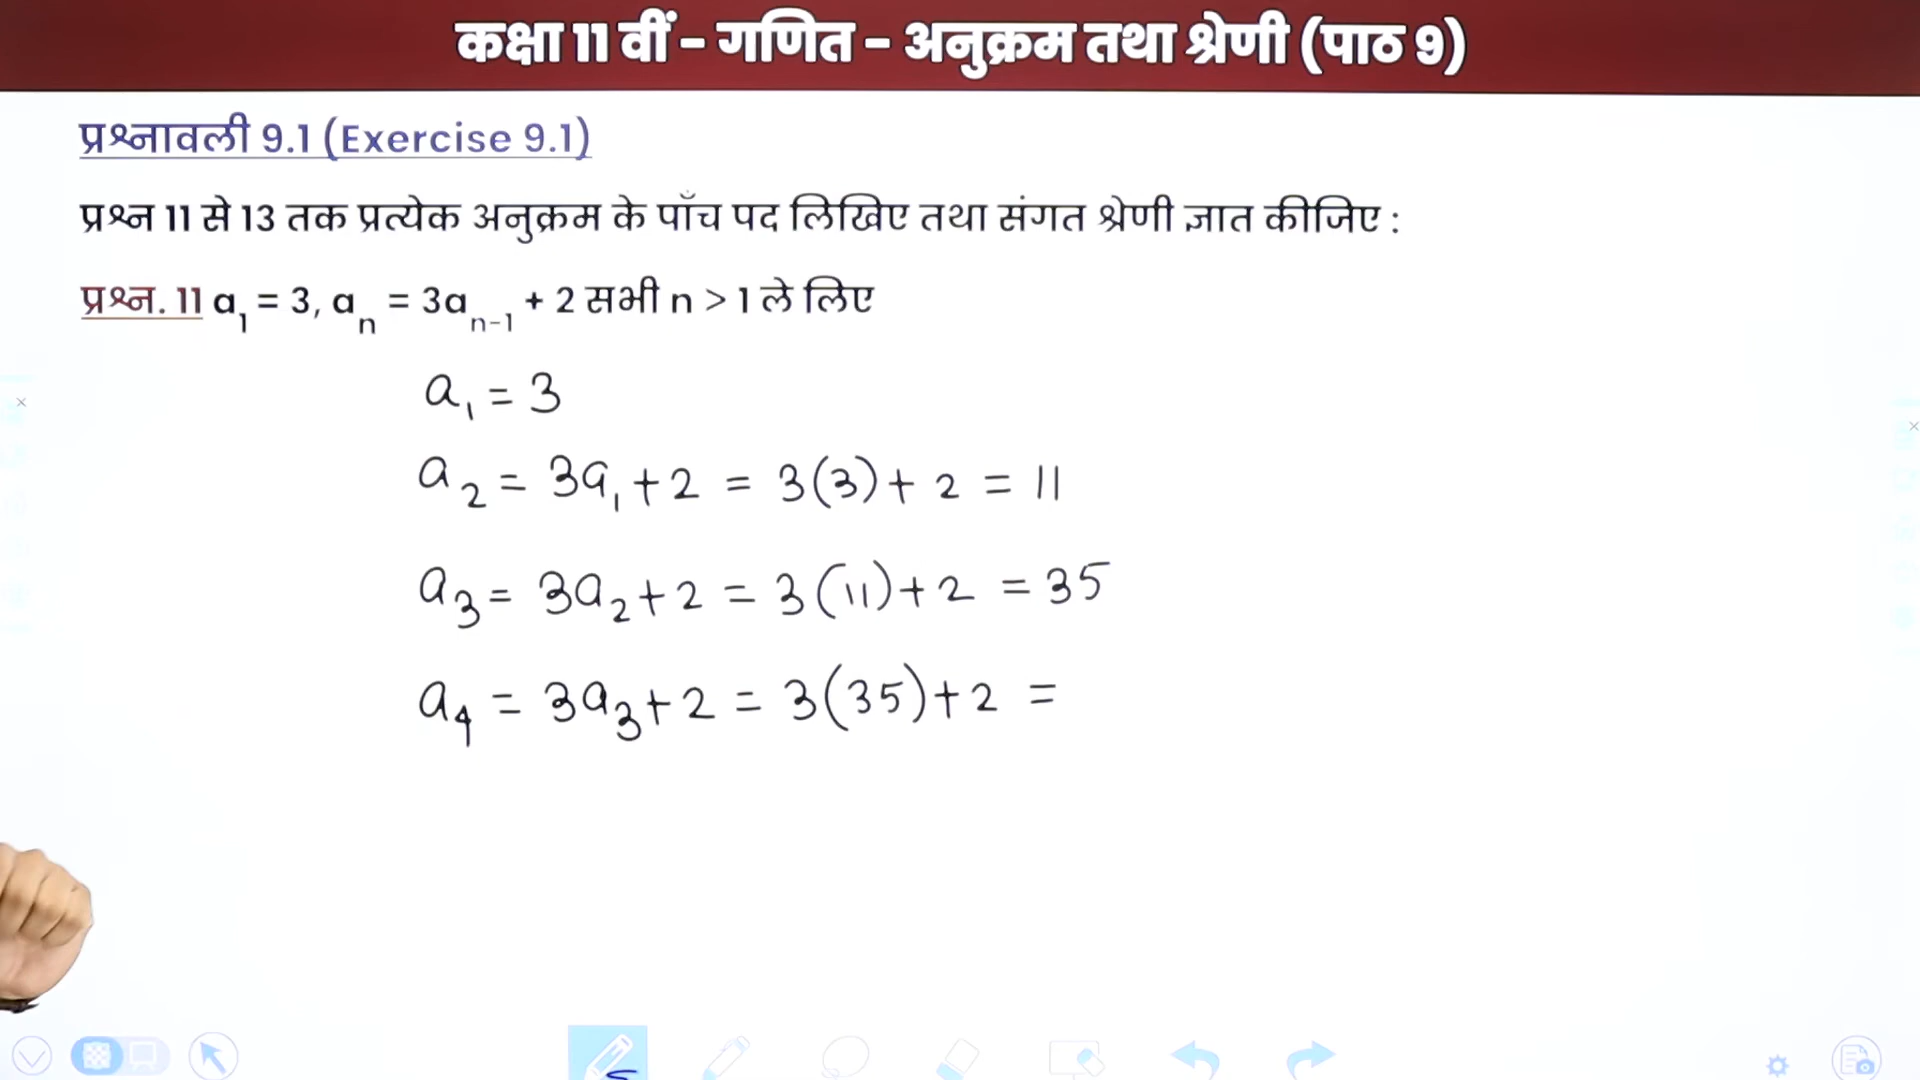 कक्षा 11 वीं – गणित – अनुक्रम तथा श्रेणी (पाठ 9)
प्रश्नावली 9.1 (Exercise 9.1)
प्रश्न 11 से 13 तक प्रत्येक अनुक्रम के पाँच पद लिखिए तथा संगत श्रेणी ज्ञात कीजिए :
प्रश्न. 11 a₁ = 3, aₙ = 3aₙ₋₁ + 2 सभी n > 1 ले लिए
a₁ = 3
a₂ = 3a₁ + 2 = 3(3) + 2 = 11
a₃ = 3a₂ + 2 = 3(11) + 2 = 35
a₄ = 3a₃ + 2 = 3(35) + 2 =